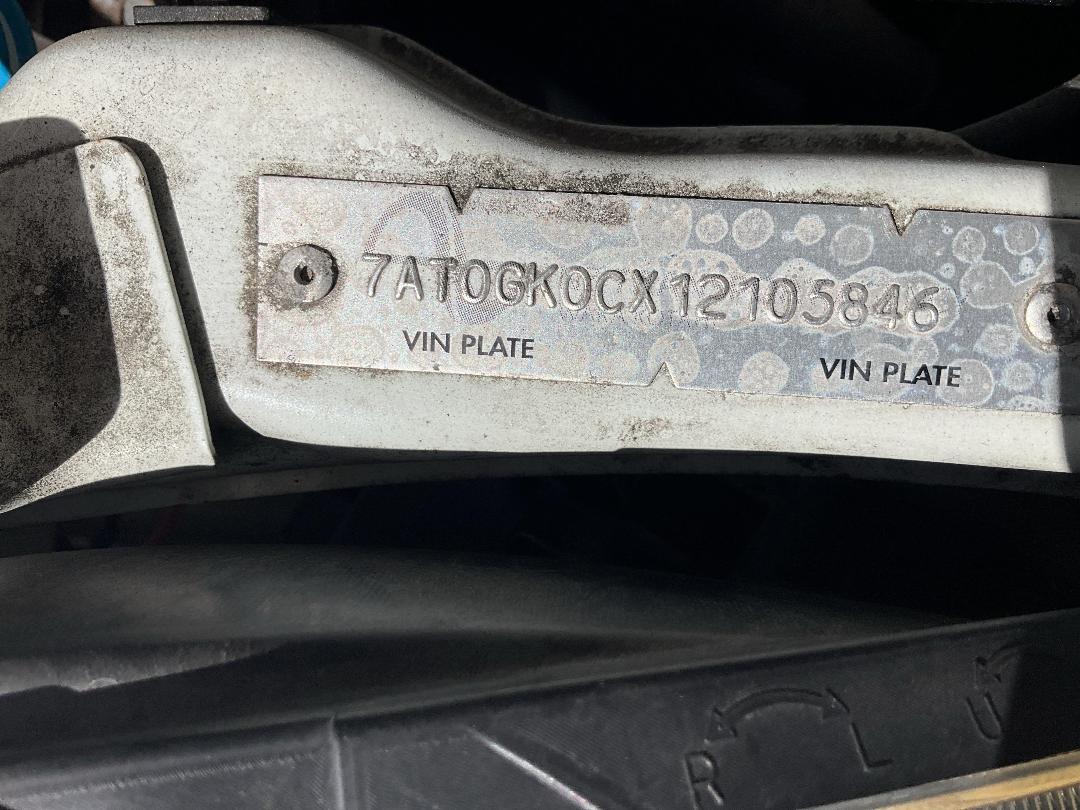 7AT0GK0CX12105846
VIN PLATE
VIN PLATE
R L
U